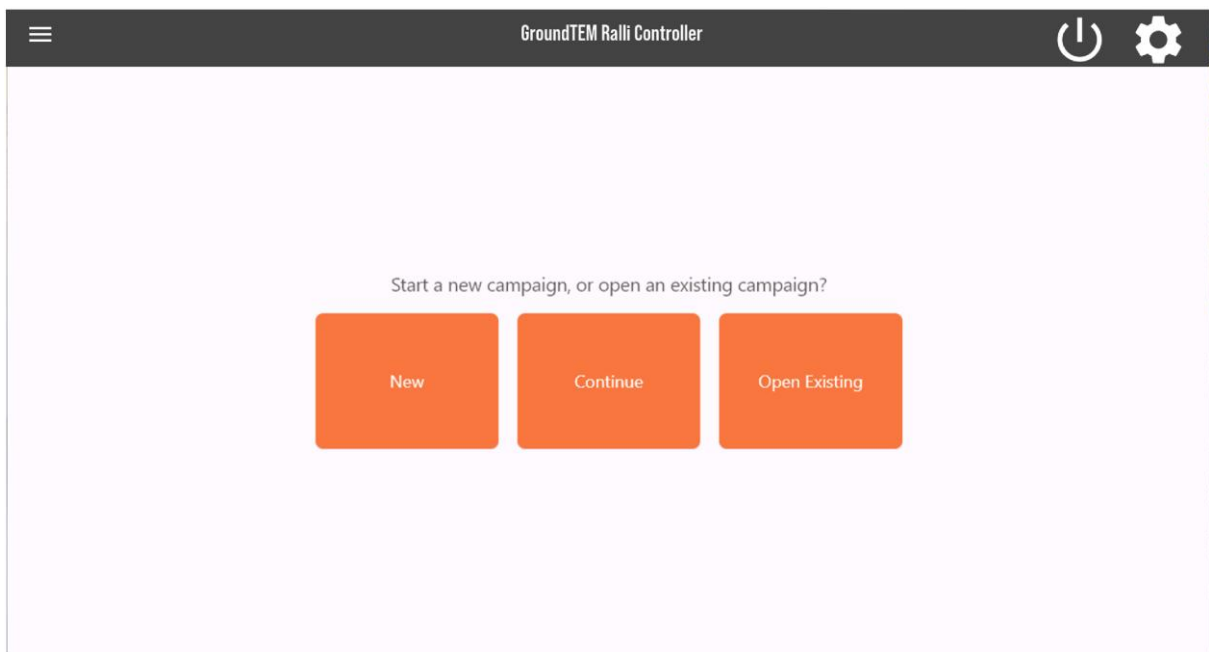 GroundTEM Ralli Controller
Start a new campaign, or open an existing campaign?
New
Continue
Open Existing